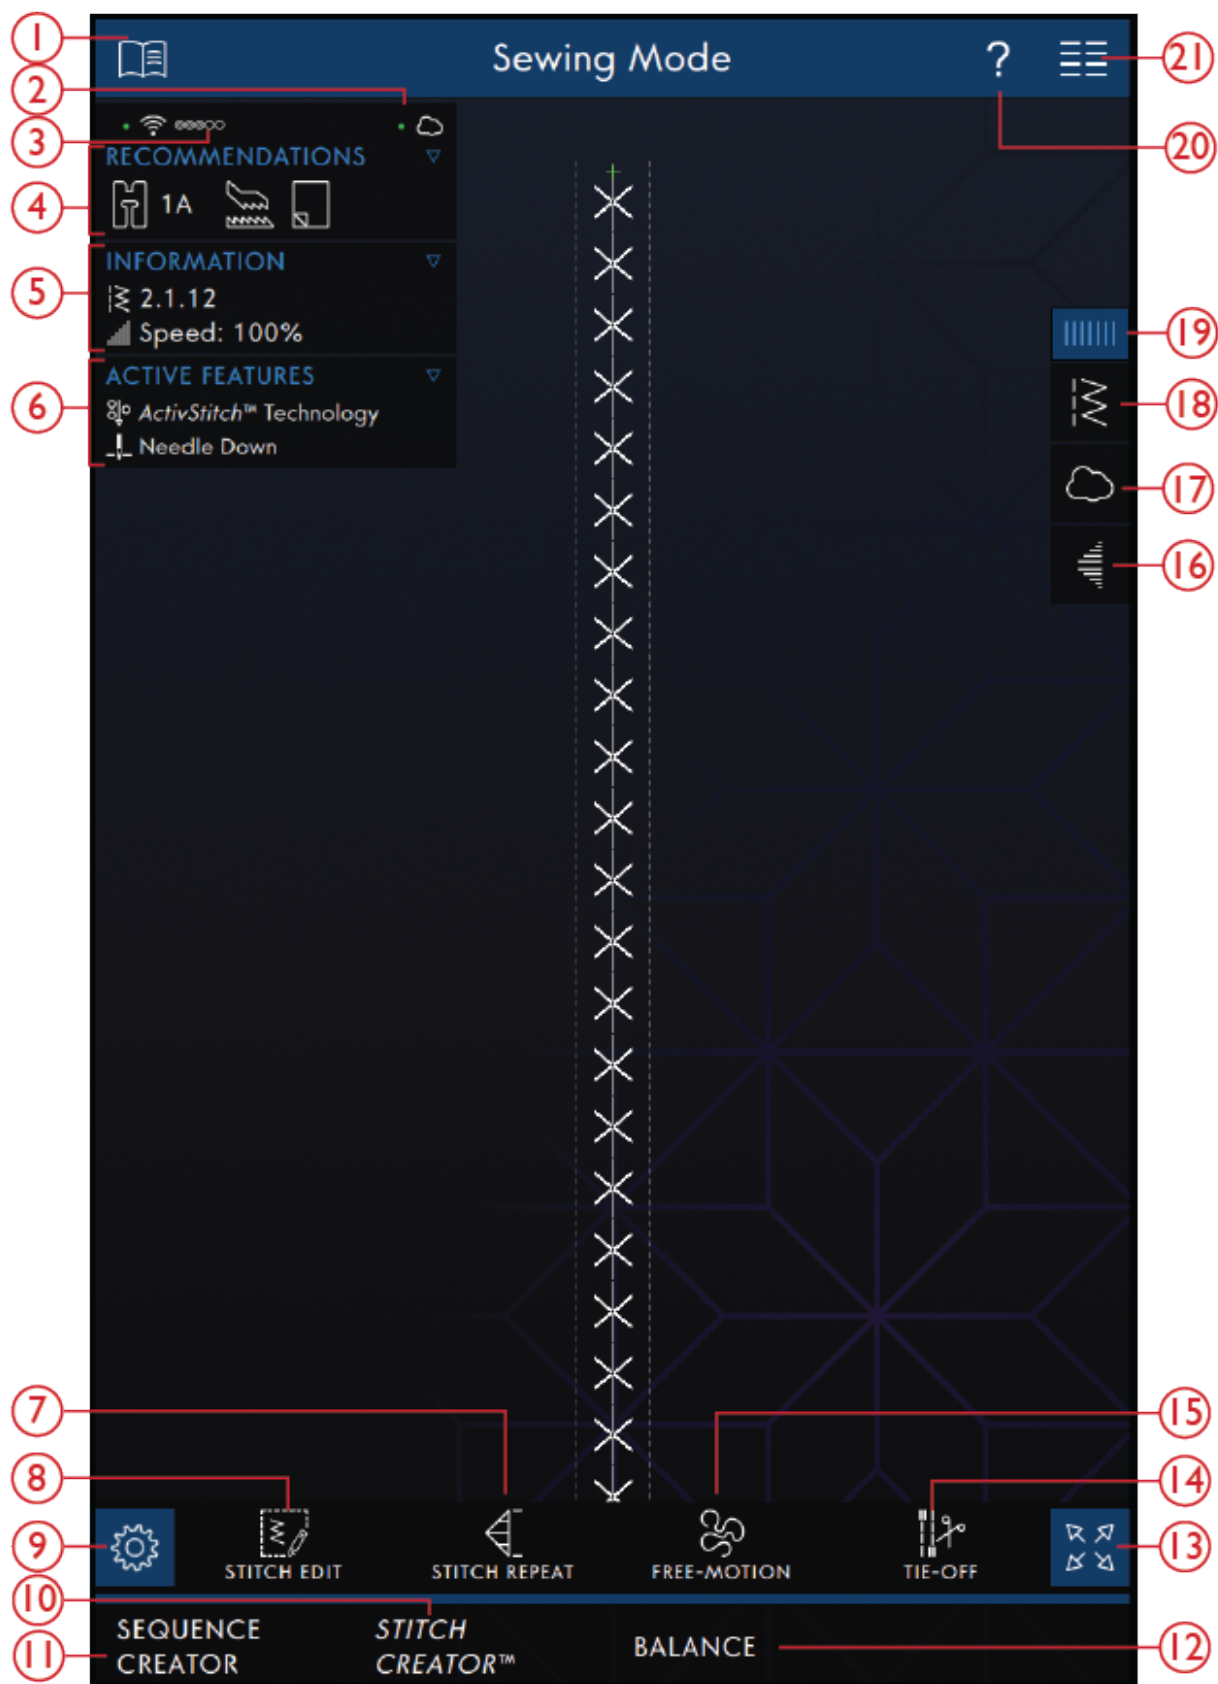 1
Sewing Mode
?
21
2
3
20
RECOMMENDATIONS
4
1A
INFORMATION
5
2.1.12
Speed: 100%
19
ACTIVE FEATURES
6
ActivStitch™ Technology
Needle Down
18
17
16
7
15
8
14
9
13
STITCH EDIT
STITCH REPEAT
FREE-MOTION
TIE-OFF
10
11
SEQUENCE
CREATOR
STITCH
CREATOR™
BALANCE
12